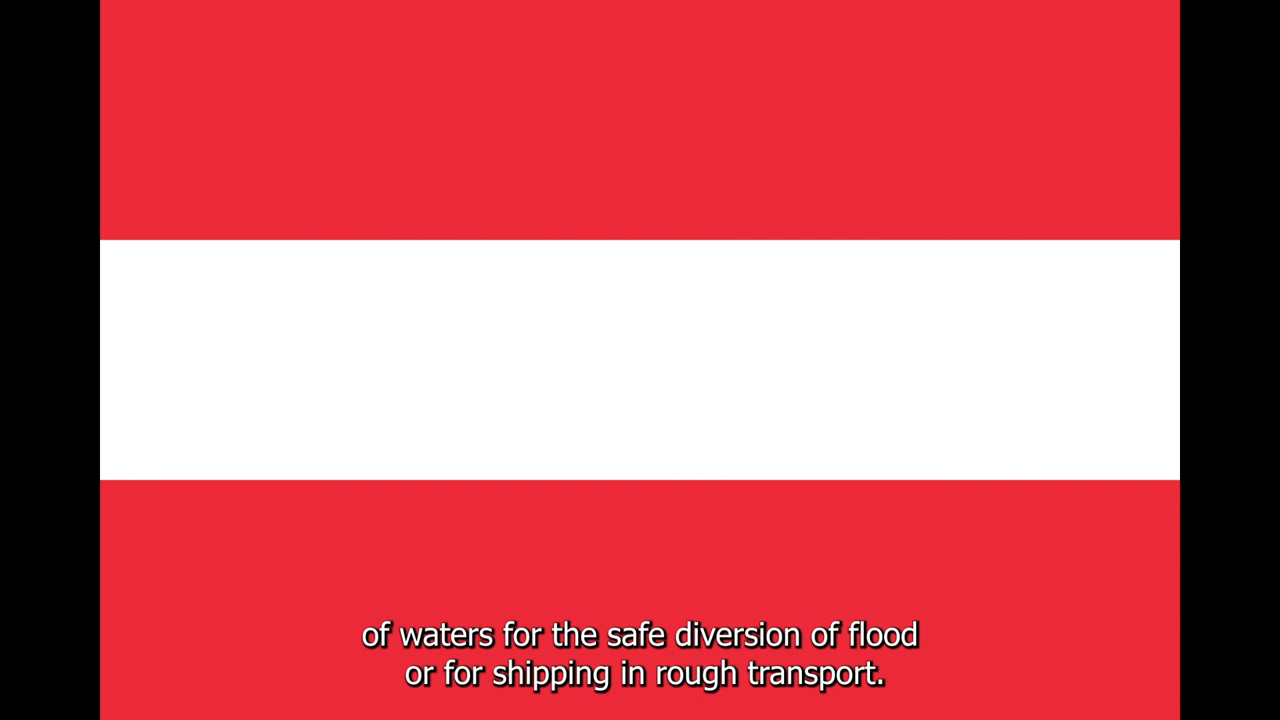 of waters for the safe diversion of flood
or for shipping in rough transport.